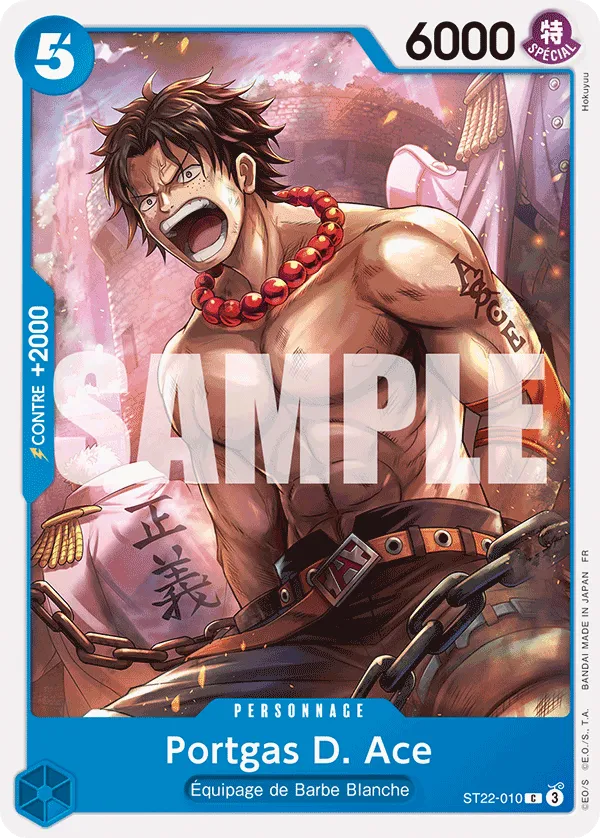 5
6000
特
SPÉCIAL
Hokuyuu
CONTRE +2000
SAMPLE
正義
A
BANDAI MADE IN JAPAN FR
©E/O/S ©E.O./S., T.A.
PERSONNAGE
Portgas D. Ace
Équipage de Barbe Blanche
ST22-010 C 3